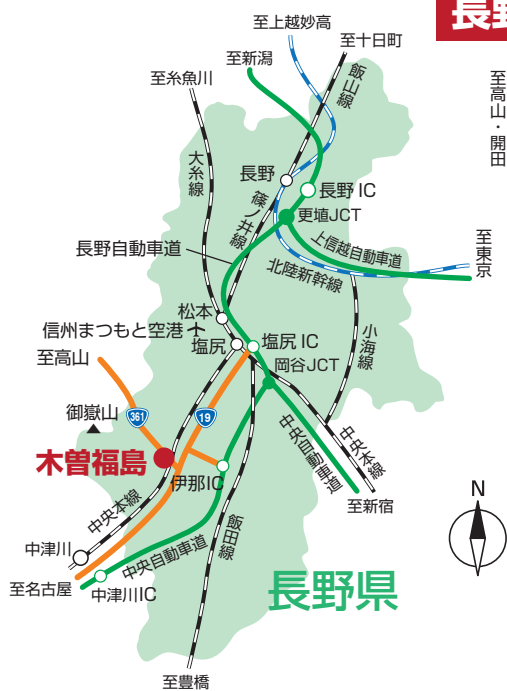 長野
至上越妙高
至十日町
至新潟
飯山線
至糸魚川
至高山・開田
大糸線
長野
長野IC
篠ノ井線
更埴JCT
長野自動車道
上信越自動車道
北陸新幹線
至東京
松本
信州まつもと空港
塩尻
塩尻IC
小海線
至高山
岡谷JCT
御嶽山
361
19
木曽福島
伊那IC
中央自動車道
中央本線
至新宿
N
中央本線
飯田線
中津川
中央自動車道
至名古屋
中津川IC
長野県
至豊橋